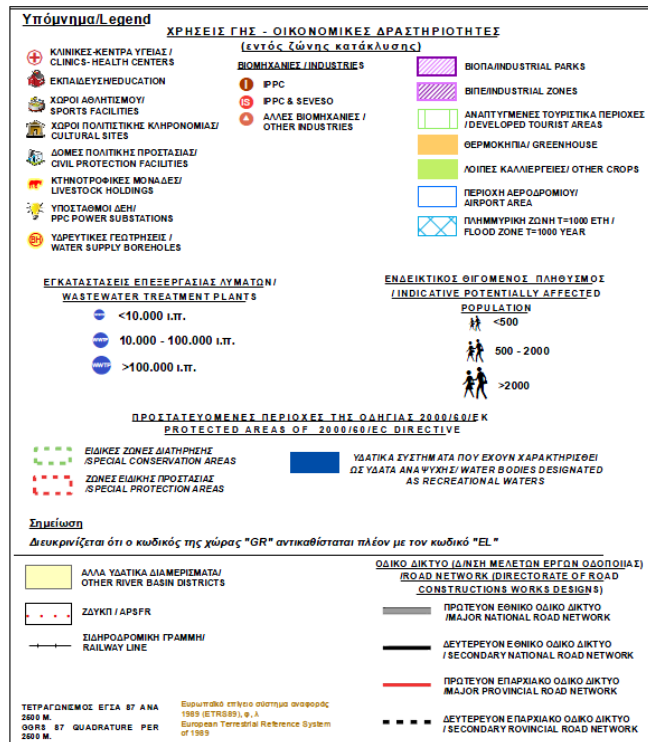 Υπόμνημα/Legend
ΧΡΗΣΕΙΣ ΓΗΣ - ΟΙΚΟΝΟΜΙΚΕΣ ΔΡΑΣΤΗΡΙΟΤΗΤΕΣ
(εντός ζώνης κατάκλυσης)
ΚΛΙΝΙΚΕΣ-ΚΕΝΤΡΑ ΥΓΕΙΑΣ /
CLINICS- HEALTH CENTERS
ΕΚΠΑΙΔΕΥΣΗ/EDUCATION
ΧΩΡΟΙ ΑΘΛΗΤΙΣΜΟΥ/
SPORTS FACILITIES
ΧΩΡΟΙ ΠΟΛΙΤΙΣΤΙΚΗΣ ΚΛΗΡΟΝΟΜΙΑΣ/
CULTURAL SITES
ΔΟΜΕΣ ΠΟΛΙΤΙΚΗΣ ΠΡΟΣΤΑΣΙΑΣ/
CIVIL PROTECTION FACILITIES
ΚΤΗΝΟΤΡΟΦΙΚΕΣ ΜΟΝΑΔΕΣ/
LIVESTOCK HOLDINGS
ΥΠΟΣΤΑΘΜΟΙ ΔΕΗ/
PPC POWER SUBSTATIONS
BH
ΥΔΡΕΥΤΙΚΕΣ ΓΕΩΤΡΗΣΕΙΣ /
WATER SUPPLY BOREHOLES
ΒΙΟΜΗΧΑΝΙΕΣ / INDUSTRIES
I IPPC
IS IPPC & SEVESO
ΑΛΛΕΣ ΒΙΟΜΗΧΑΝΙΕΣ /
OTHER INDUSTRIES
ΒΙΟΠΑ/INDUSTRIAL PARKS
ΒΙΠΕ/INDUSTRIAL ZONES
ΑΝΑΠΤΥΓΜΕΝΕΣ ΤΟΥΡΙΣΤΙΚΑ ΠΕΡΙΟΧΕΣ
/ DEVELOPED TOURIST AREAS
ΘΕΡΜΟΚΗΠΙΑ/ GREENHOUSE
ΛΟΙΠΕΣ ΚΑΛΛΙΕΡΓΕΙΕΣ/ OTHER CROPS
ΠΕΡΙΟΧΗ ΑΕΡΟΔΡΟΜΙΟΥ/
AIRPORT AREA
ΠΛΗΜΜΥΡΙΚΗ ΖΩΝΗ T=1000 ΕΤΗ /
FLOOD ZONE T=1000 YEAR
ΕΓΚΑΤΑΣΤΑΣΕΙΣ ΕΠΕΞΕΡΓΑΣΙΑΣ ΛΥΜΑΤΩΝ/
WASTEWATER TREATMENT PLANTS
<10.000 ι.π.
WWTP 10.000 - 100.000 ι.π.
WWTP >100.000 ι.π.
ΕΝΔΕΙΚΤΙΚΟΣ ΘΙΓΟΜΕΝΟΣ ΠΛΗΘΥΣΜΟΣ
/ INDICATIVE POTENTIALLY AFFECTED
POPULATION
<500
500 - 2000
>2000
ΠΡΟΣΤΑΤΕΥΟΜΕΝΕΣ ΠΕΡΙΟΧΕΣ ΤΗΣ ΟΔΗΓΙΑΣ 2000/60/ΕΚ
PROTECTED AREAS OF 2000/60/EC DIRECTIVE
ΕΙΔΙΚΕΣ ΖΩΝΕΣ ΔΙΑΤΗΡΗΣΗΣ
/SPECIAL CONSERVATION AREAS
ΖΩΝΕΣ ΕΙΔΙΚΗΣ ΠΡΟΣΤΑΣΙΑΣ
/SPECIAL PROTECTION AREAS
ΥΔΑΤΙΚΑ ΣΥΣΤΗΜΑΤΑ ΠΟΥ ΕΧΟΥΝ ΧΑΡΑΚΤΗΡΙΣΘΕΙ
ΩΣ ΥΔΑΤΑ ΑΝΑΨΥΧΗΣ/ WATER BODIES DESIGNATED
AS RECREATIONAL WATERS
Σημείωση
Διευκρινίζεται ότι ο κωδικός της χώρας "GR" αντικαθίσταται πλέον με τον κωδικό "EL"
ΑΛΛΑ ΥΔΑΤΙΚΑ ΔΙΑΜΕΡΙΣΜΑΤΑ/
OTHER RIVER BASIN DISTRICTS
ΖΔΥΚΠ / APSFR
ΣΙΔΗΡΟΔΡΟΜΙΚΗ ΓΡΑΜΜΗ/
RAILWAY LINE
ΟΔΙΚΟ ΔΙΚΤΥΟ (Δ/ΝΣΗ ΜΕΛΕΤΩΝ ΕΡΓΩΝ ΟΔΟΠΟΙΙΑΣ)
/ROAD NETWORK (DIRECTORATE OF ROAD
CONSTRUCTIONS WORKS DESIGNS)
ΠΡΩΤΕΥΟΝ ΕΘΝΙΚΟ ΟΔΙΚΟ ΔΙΚΤΥΟ
/MAJOR NATIONAL ROAD NETWORK
ΔΕΥΤΕΡΕΥΟΝ ΕΘΝΙΚΟ ΟΔΙΚΟ ΔΙΚΤΥΟ
/ SECONDARY NATIONAL ROAD NETWORK
ΠΡΩΤΕΥΟΝ ΕΠΑΡΧΙΑΚΟ ΟΔΙΚΟ ΔΙΚΤΥΟ
/MAJOR PROVINCIAL ROAD NETWORK
ΔΕΥΤΕΡΕΥΟΝ ΕΠΑΡΧΙΑΚΟ ΟΔΙΚΟ ΔΙΚΤΥΟ
/ SECONDARY ROVINCIAL ROAD NETWORK
ΤΕΤΡΑΓΩΝΙΣΜΟΣ ΕΓΣΑ 87 ΑΝΑ
2500 Μ.
GGRS 87 QUADRATURE PER
2500 M.
Ευρωπαϊκό επίγειο σύστημα αναφοράς
1989 (ETRS89), φ, λ
European Terrestrial Reference System
of 1989